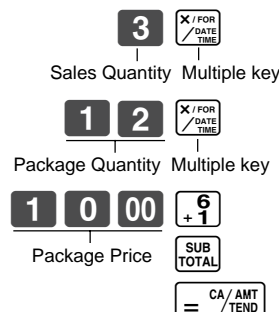 3 X / FOR / DATE TIME
Sales Quantity Multiple key
1 2 X / FOR / DATE TIME
Package Quantity Multiple key
1 0 00 6 + 1
Package Price
SUB TOTAL
= CA / AMT TEND